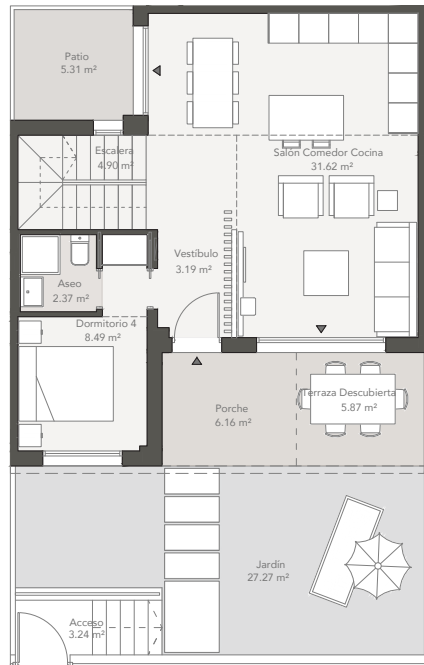 Patio
5.31 m²
Escalera
4.90 m²
Salón Comedor Cocina
31.62 m²
Vestíbulo
3.19 m²
Aseo
2.37 m²
Dormitorio 4
8.49 m²
Terraza Descubierta
5.87 m²
Porche
6.16 m²
Jardín
27.27 m²
Acceso
3.24 m²